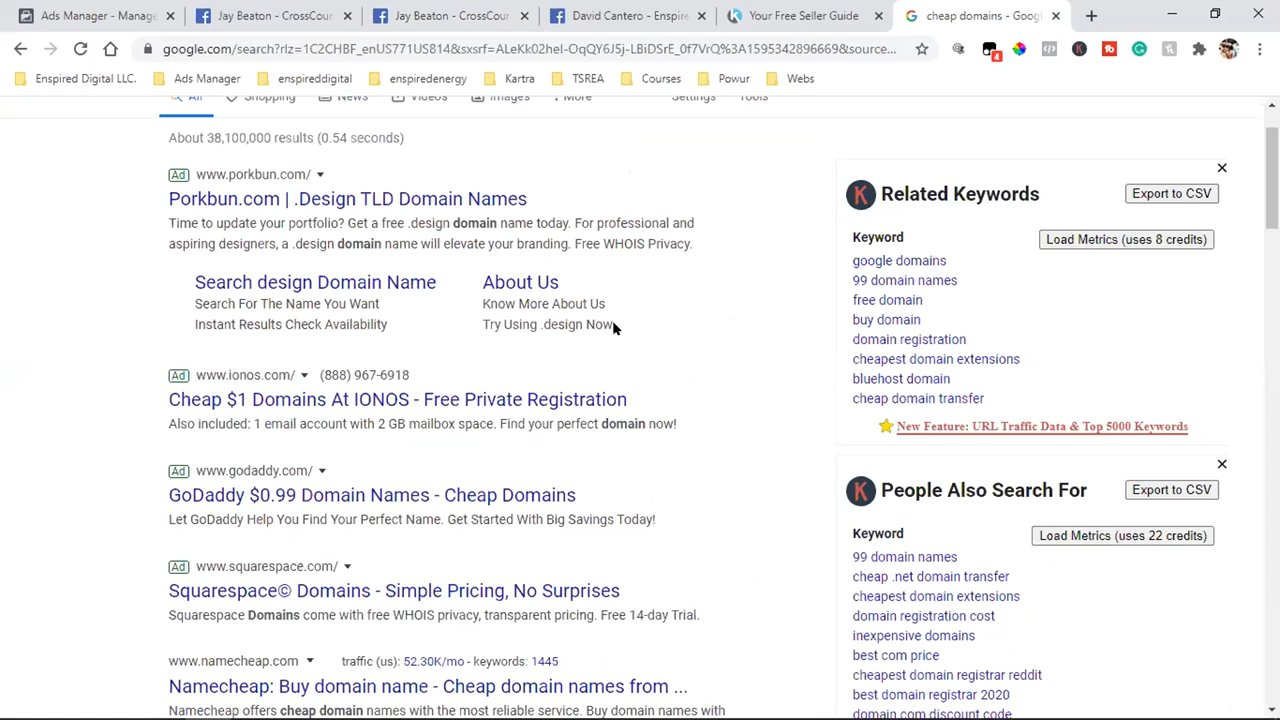 Ads Manager - Manage
Jay Beaton - CrossCour
Jay Beaton - CrossCour
David Cantero - Enspire
Your Free Seller Guide
cheap domains - Goog
google.com/search?rlz=1C2CHBF_enUS771US814&sxsrf=ALeKk02heI-OqQY6J5j-LBiDSrE_0f7VrQ%3A1595342896669&source...
Enspired Digital LLC.
Ads Manager
enspireddigital
enspiredenergy
Kartra
TSREA
Courses
Powur
Webs
All
Shopping
News
Videos
Images
More
Settings
Tools
About 38,100,000 results (0.54 seconds)
Ad www.porkbun.com/
Porkbun.com | .Design TLD Domain Names
Time to update your portfolio? Get a free .design domain name today. For professional and
aspiring designers, a .design domain name will elevate your branding. Free WHOIS Privacy.
Search design Domain Name
Search For The Name You Want
Instant Results Check Availability
About Us
Know More About Us
Try Using .design Now
Ad www.ionos.com/ (888) 967-6918
Cheap $1 Domains At IONOS - Free Private Registration
Also included: 1 email account with 2 GB mailbox space. Find your perfect domain now!
Ad www.godaddy.com/
GoDaddy $0.99 Domain Names - Cheap Domains
Let GoDaddy Help You Find Your Perfect Name. Get Started With Big Savings Today!
Ad www.squarespace.com/
Squarespace© Domains - Simple Pricing, No Surprises
Squarespace Domains come with free WHOIS privacy, transparent pricing. Free 14-day Trial.
www.namecheap.com traffic (us): 52.30K/mo - keywords: 1445
Namecheap: Buy domain name - Cheap domain names from ...
Namecheap offers cheap domain names with the most reliable service. Buy domain names with
Related Keywords
Export to CSV
Keyword
Load Metrics (uses 8 credits)
google domains
99 domain names
free domain
buy domain
domain registration
cheapest domain extensions
bluehost domain
cheap domain transfer
New Feature: URL Traffic Data & Top 5000 Keywords
People Also Search For
Export to CSV
Keyword
Load Metrics (uses 22 credits)
99 domain names
cheap .net domain transfer
cheapest domain extensions
domain registration cost
inexpensive domains
best com price
cheapest domain registrar reddit
best domain registrar 2020
domain.com discount code